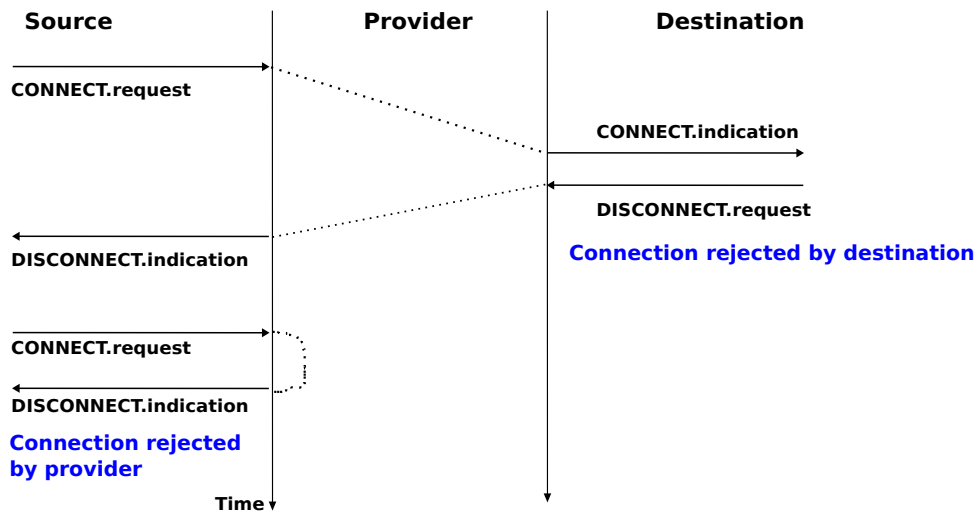 Source
Provider
Destination
CONNECT.request
CONNECT.indication
DISCONNECT.request
DISCONNECT.indication
Connection rejected by destination
CONNECT.request
DISCONNECT.indication
Connection rejected
by provider
Time